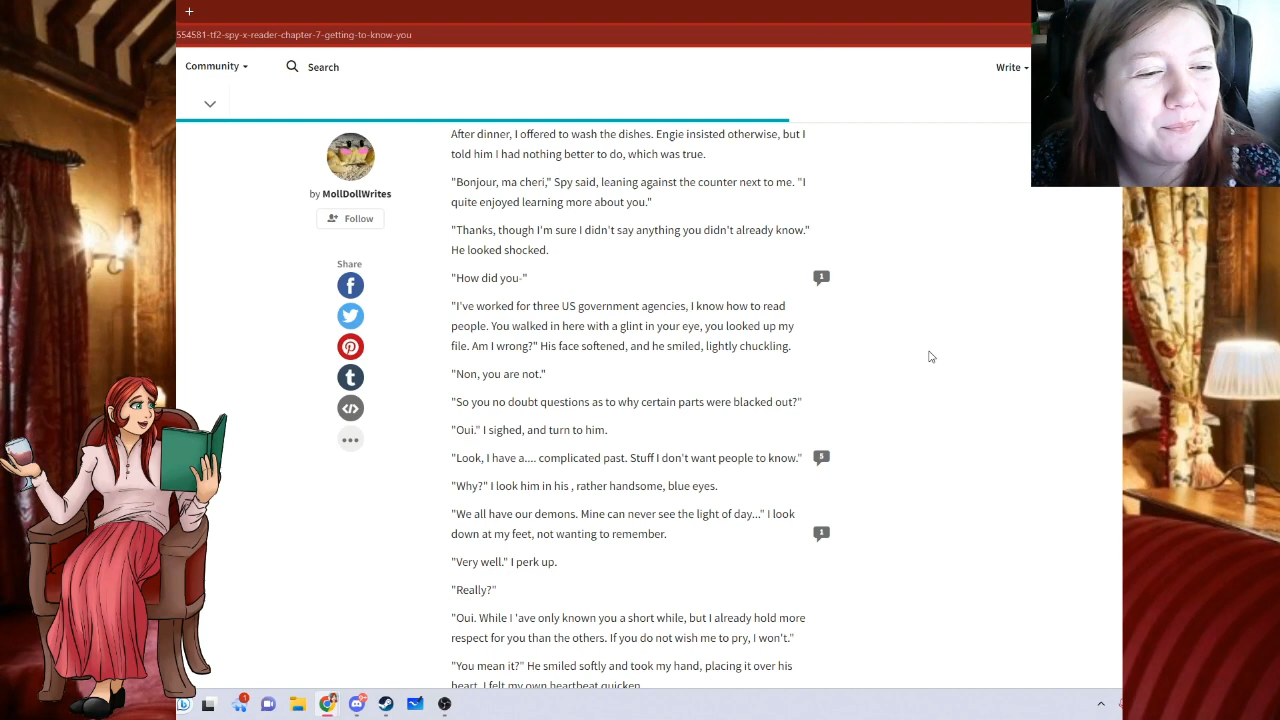 +
554581-tf2-spy-x-reader-chapter-7-getting-to-know-you
Community
Search
Write
After dinner, I offered to wash the dishes. Engie insisted otherwise, but I
told him I had nothing better to do, which was true.
by MollDollWrites
Follow
"Bonjour, ma cheri," Spy said, leaning against the counter next to me. "I
quite enjoyed learning more about you."
"Thanks, though I'm sure I didn't say anything you didn't already know."
He looked shocked.
Share
"How did you-"
1
"I've worked for three US government agencies, I know how to read
people. You walked in here with a glint in your eye, you looked up my
file. Am I wrong?" His face softened, and he smiled, lightly chuckling.
"Non, you are not."
"So you no doubt questions as to why certain parts were blacked out?"
"Oui." I sighed, and turn to him.
"Look, I have a.... complicated past. Stuff I don't want people to know."
5
"Why?" I look him in his , rather handsome, blue eyes.
"We all have our demons. Mine can never see the light of day..." I look
down at my feet, not wanting to remember.
1
"Very well." I perk up.
"Really?"
"Oui. While I 'ave only known you a short while, but I already hold more
respect for you than the others. If you do not wish me to pry, I won't."
"You mean it?" He smiled softly and took my hand, placing it over his
heart. I felt my own heartbeat quicken